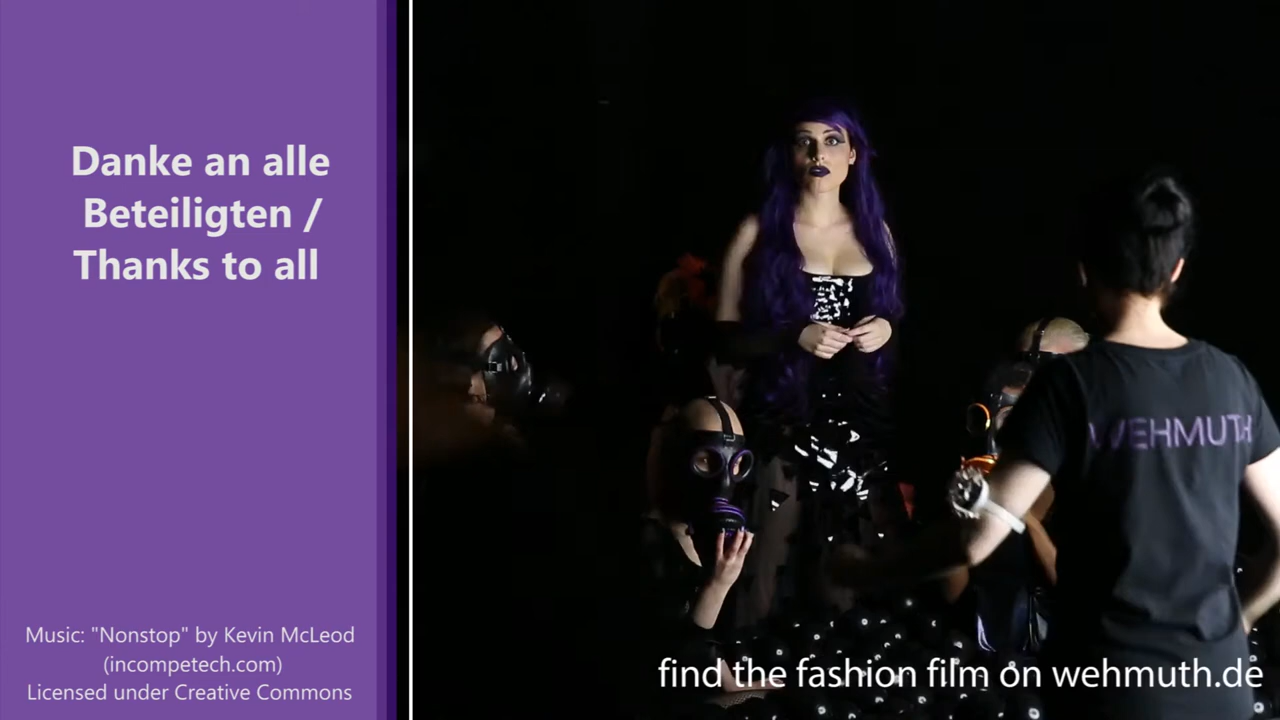 Danke an alle
Beteiligten /
Thanks to all
Music: "Nonstop" by Kevin McLeod
(incompetech.com)
Licensed under Creative Commons
WEHMUTH
find the fashion film on wehmuth.de